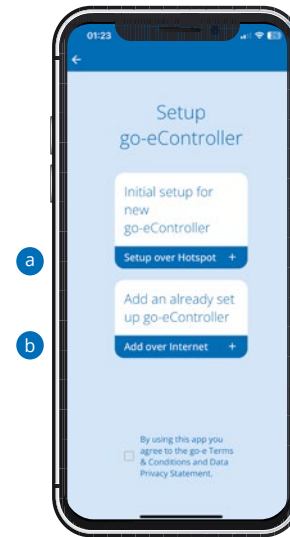 01:23
Setup
go-eController
Initial setup for
new
go-eController
a
Setup over Hotspot +
Add an already set
up go-eController
b
Add over Internet +
By using this app you
agree to the go-e Terms
& Conditions and Data
Privacy Statement.